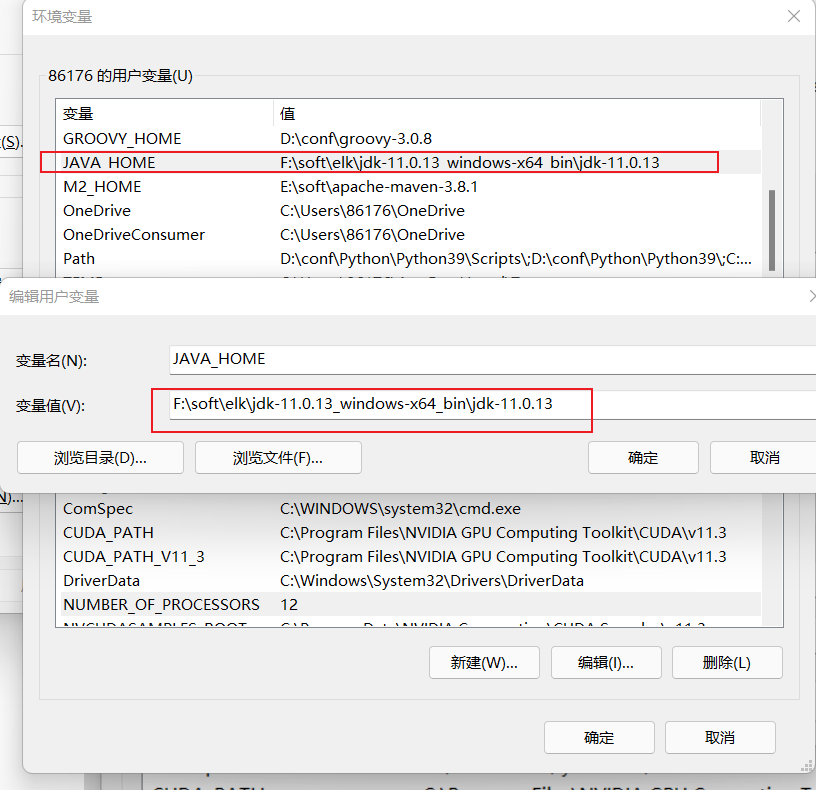 环境变量
86176 的用户变量(U)
变量 值
(S).
GROOVY_HOME D:\conf\groovy-3.0.8
JAVA_HOME F:\soft\elk\jdk-11.0.13_windows-x64_bin\jdk-11.0.13
M2_HOME E:\soft\apache-maven-3.8.1
OneDrive C:\Users\86176\OneDrive
OneDriveConsumer C:\Users\86176\OneDrive
Path D:\conf\Python\Python39\Scripts\;D:\conf\Python\Python39\;C:...
编辑用户变量
变量名(N): JAVA_HOME
变量值(V): F:\soft\elk\jdk-11.0.13_windows-x64_bin\jdk-11.0.13
浏览目录(D)... 浏览文件(F)... 确定 取消
N)...
ComSpec C:\WINDOWS\system32\cmd.exe
CUDA_PATH C:\Program Files\NVIDIA GPU Computing Toolkit\CUDA\v11.3
CUDA_PATH_V11_3 C:\Program Files\NVIDIA GPU Computing Toolkit\CUDA\v11.3
DriverData C:\Windows\System32\Drivers\DriverData
NUMBER_OF_PROCESSORS 12
新建(W)... 编辑(I)... 删除(L)
确定 取消